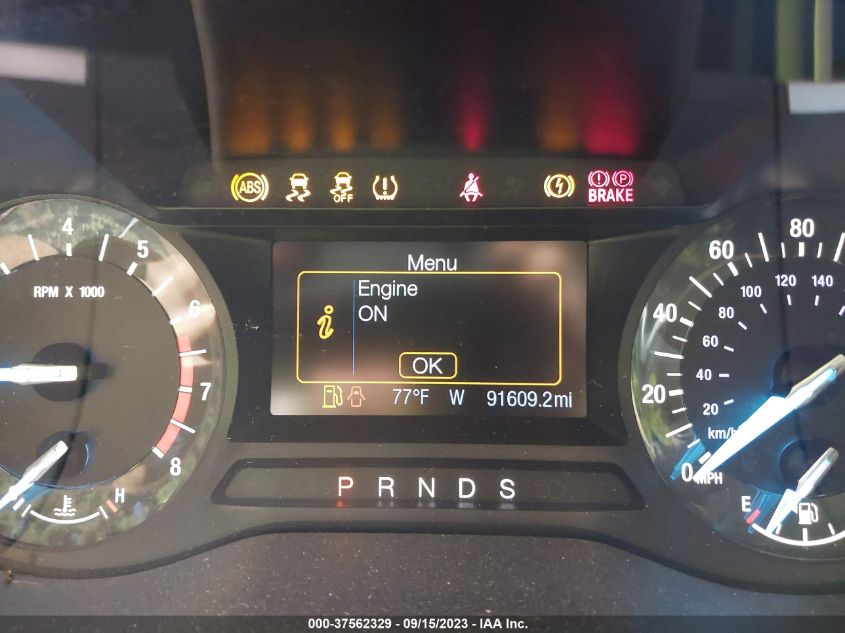 ABS
OFF
BRAKE
P
4
5
6
7
8
RPM X 1000
H
Menu
Engine
ON
i
OK
77°F W 91609.2mi
P R N D S
80
60
40
20
0
MPH
140
120
100
80
60
40
20
km/h
E
000-37562329 - 09/15/2023 - IAA Inc.